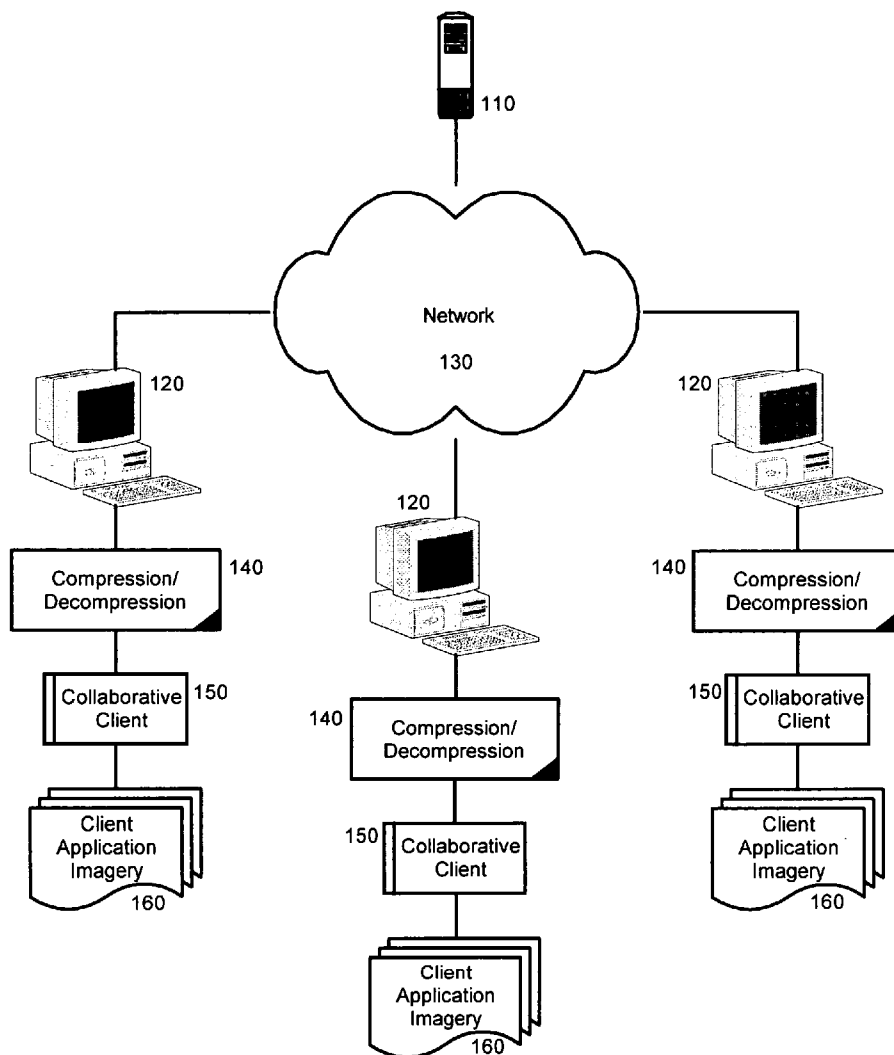 110
Network
130
120
120
120
Compression/
Decompression
140
140
Compression/
Decompression
Collaborative
Client
150
140
Compression/
Decompression
150
Collaborative
Client
Client
Application
Imagery
160
150
Collaborative
Client
Client
Application
Imagery
160
Client
Application
Imagery
160